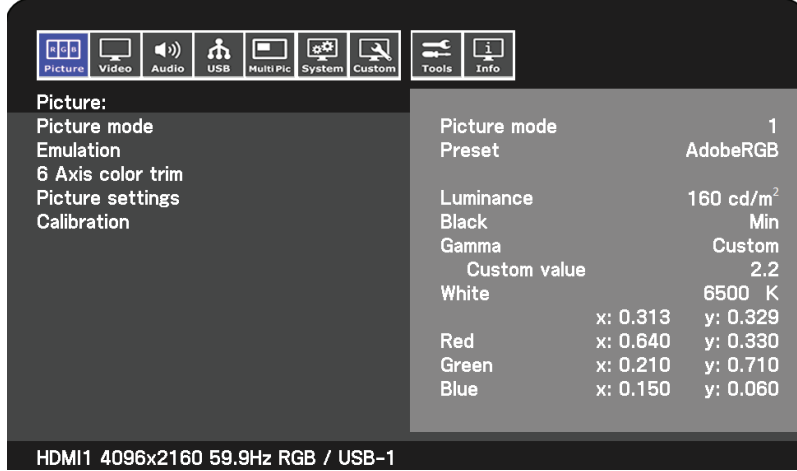 R G B
Picture Video Audio USB Multi Pic System Custom Tools Info
Picture:
Picture mode
Emulation
6 Axis color trim
Picture settings
Calibration
Picture mode 1
Preset AdobeRGB
Luminance 160 cd/m²
Black Min
Gamma Custom
Custom value 2.2
White 6500 K
x: 0.313 y: 0.329
Red x: 0.640 y: 0.330
Green x: 0.210 y: 0.710
Blue x: 0.150 y: 0.060
HDMI1 4096x2160 59.9Hz RGB / USB-1